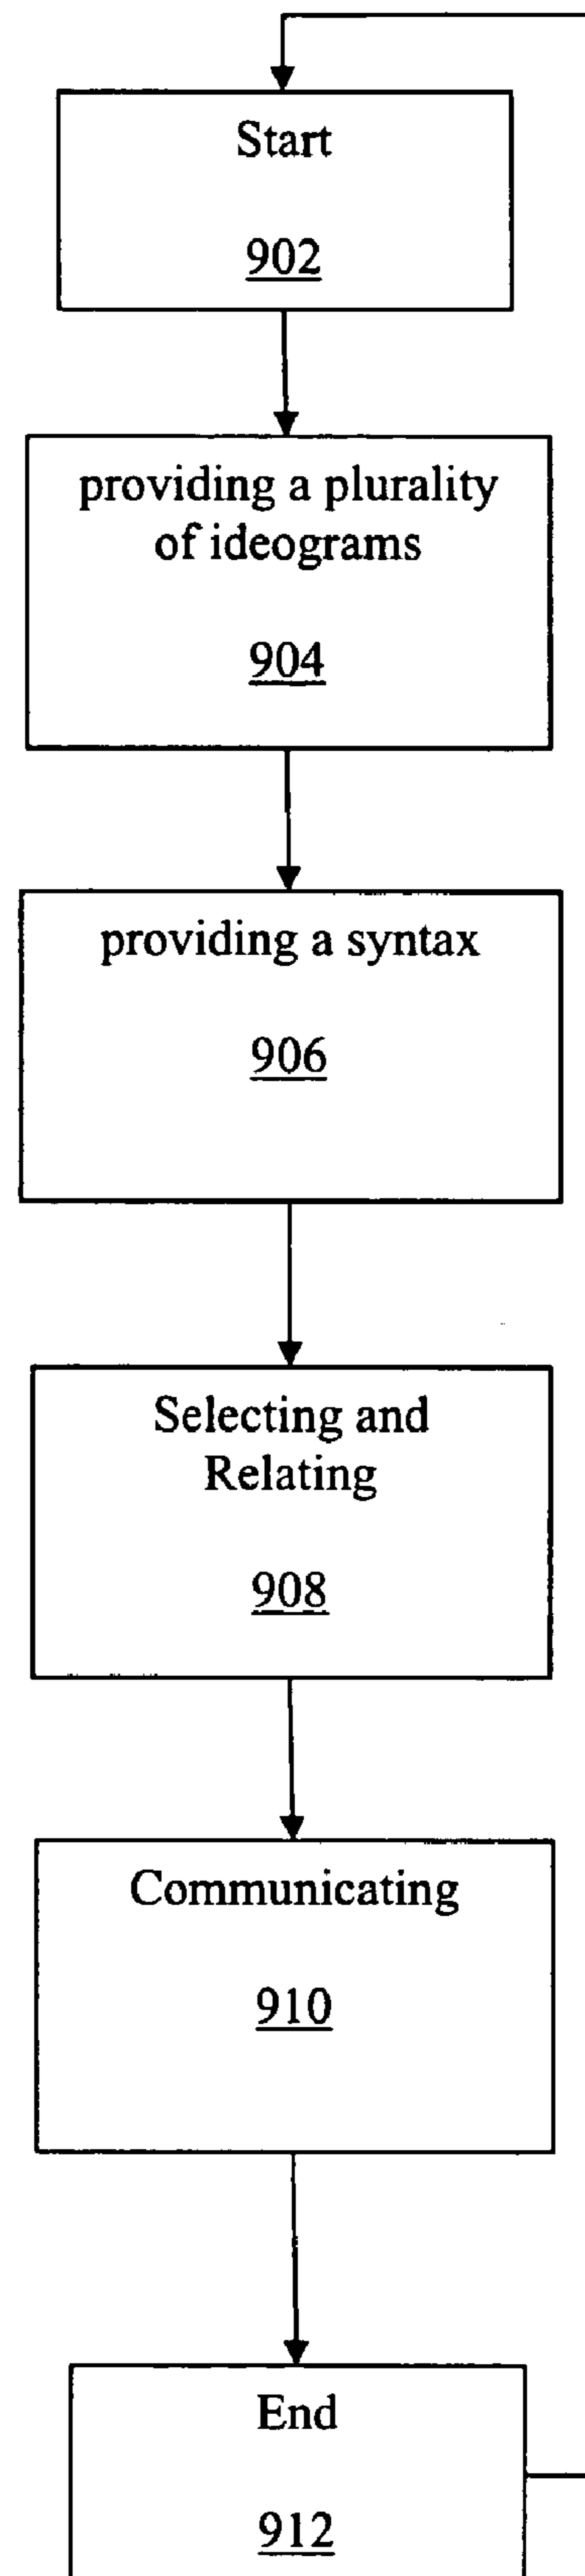 Start
902
providing a plurality
of ideograms
904
providing a syntax
906
Selecting and
Relating
908
Communicating
910
End
912